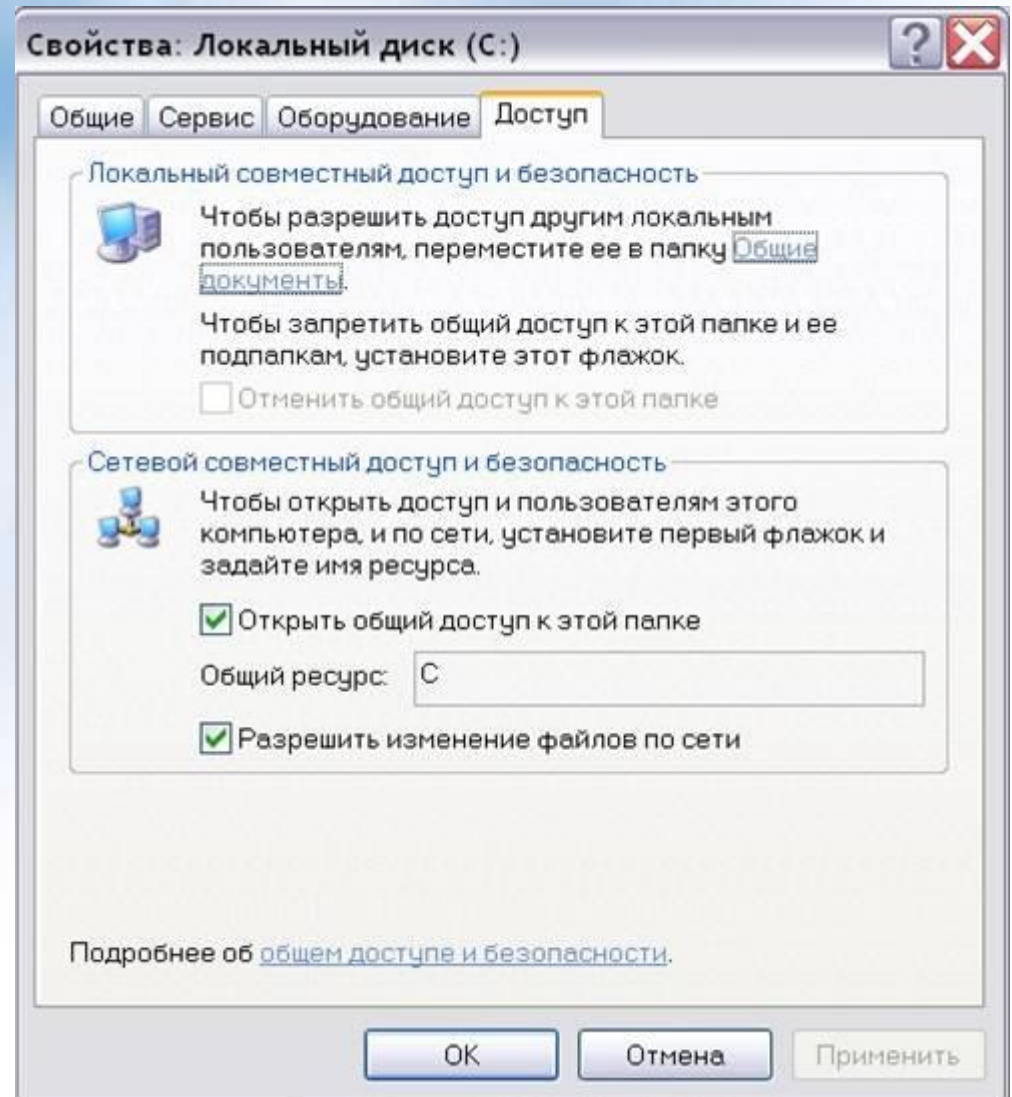 Свойства: Локальный диск (C:)
Общие Сервис Оборудование Доступ
Локальный совместный доступ и безопасность
Чтобы разрешить доступ другим локальным
пользователям, переместите ее в папку Общие
документы.
Чтобы запретить общий доступ к этой папке и ее
подпапкам, установите этот флажок.
Отменить общий доступ к этой папке
Сетевой совместный доступ и безопасность
Чтобы открыть доступ и пользователям этого
компьютера, и по сети, установите первый флажок и
задайте имя ресурса.
Открыть общий доступ к этой папке
Общий ресурс: C
Разрешить изменение файлов по сети
Подробнее об общем доступе и безопасности.
OK Отмена Применить